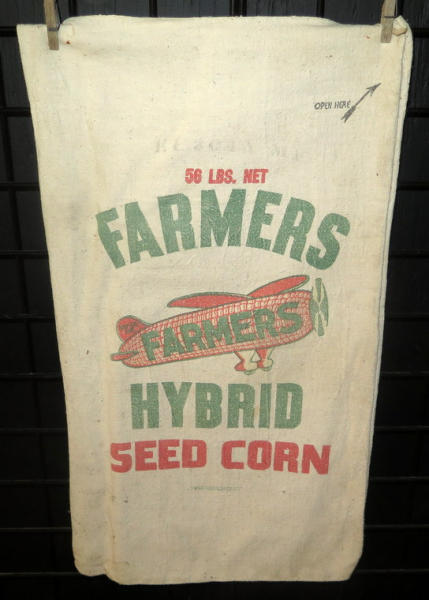 OPEN HERE
56 LBS. NET
FARMERS
FARMERS
HYBRID
SEED CORN